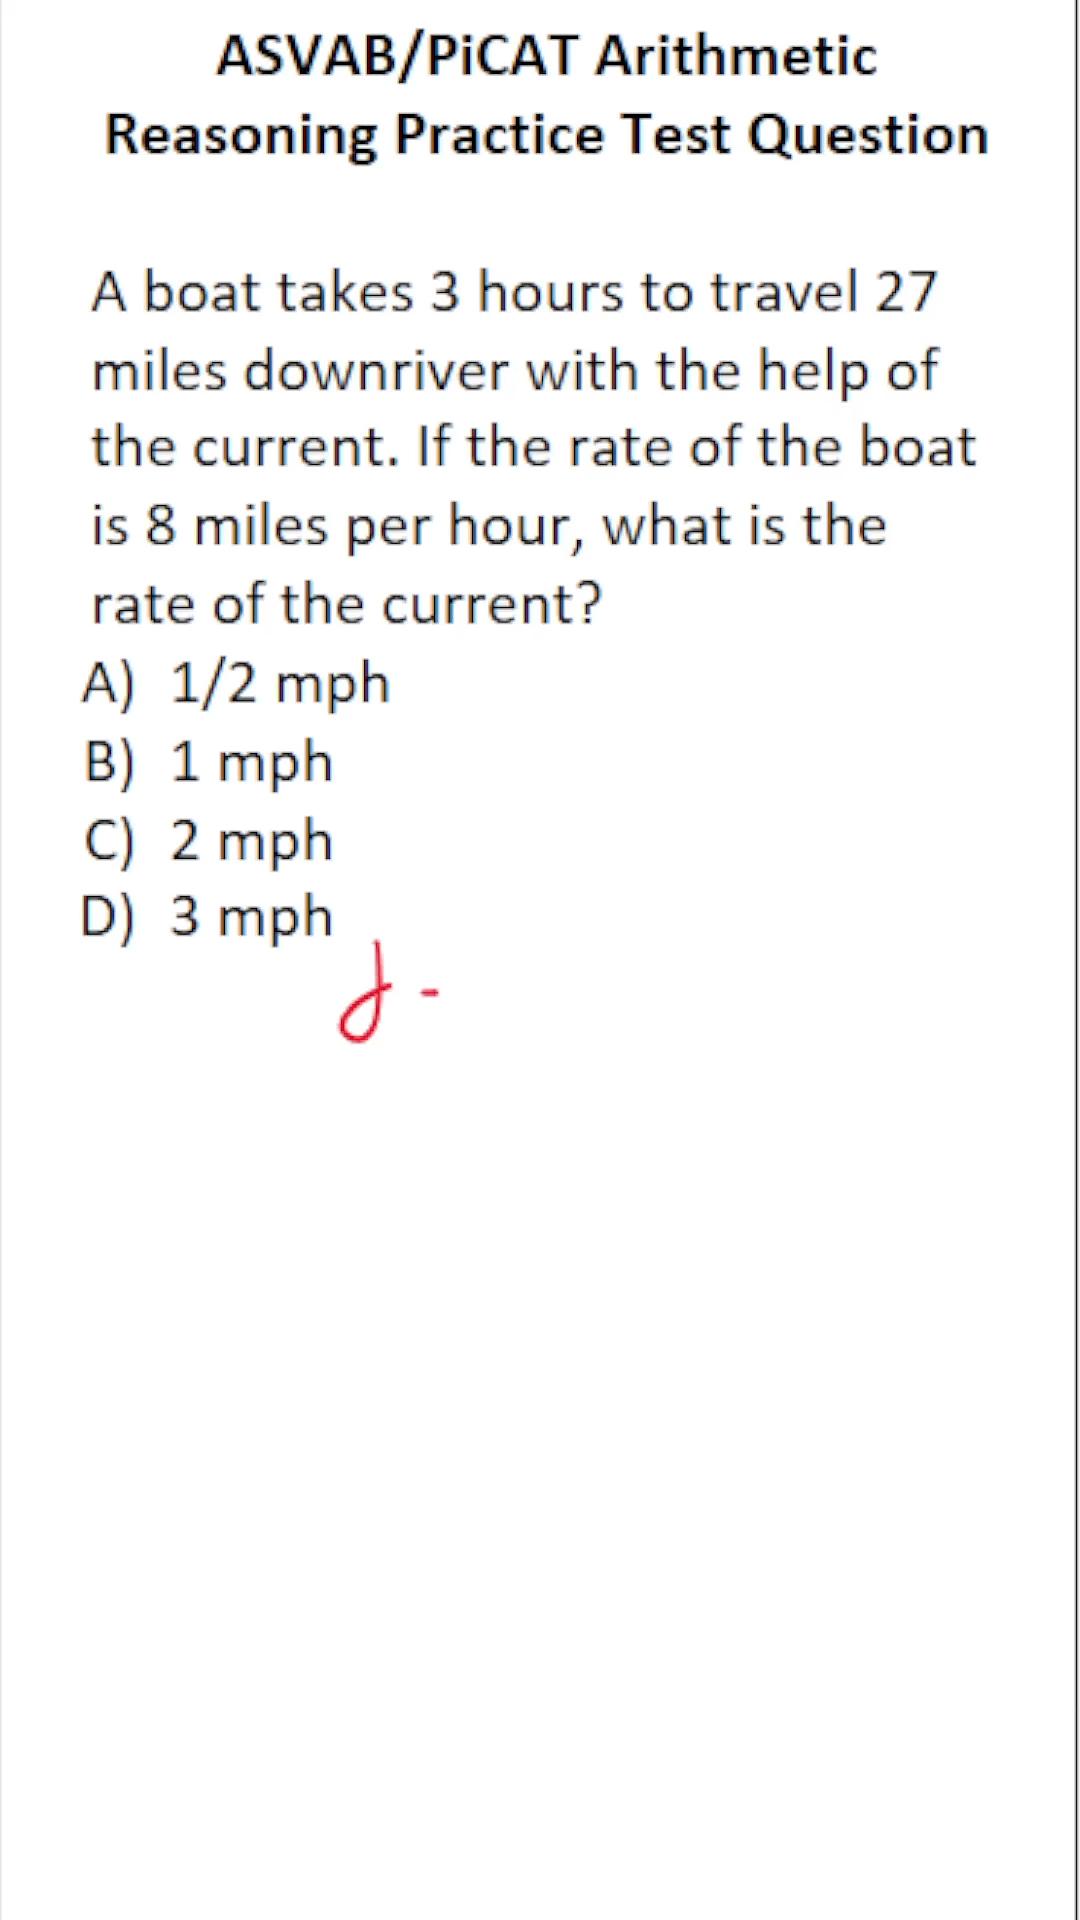 ASVAB/PiCAT Arithmetic
Reasoning Practice Test Question
A boat takes 3 hours to travel 27
miles downriver with the help of
the current. If the rate of the boat
is 8 miles per hour, what is the
rate of the current?
A) 1/2 mph
B) 1 mph
C) 2 mph
D) 3 mph
d -